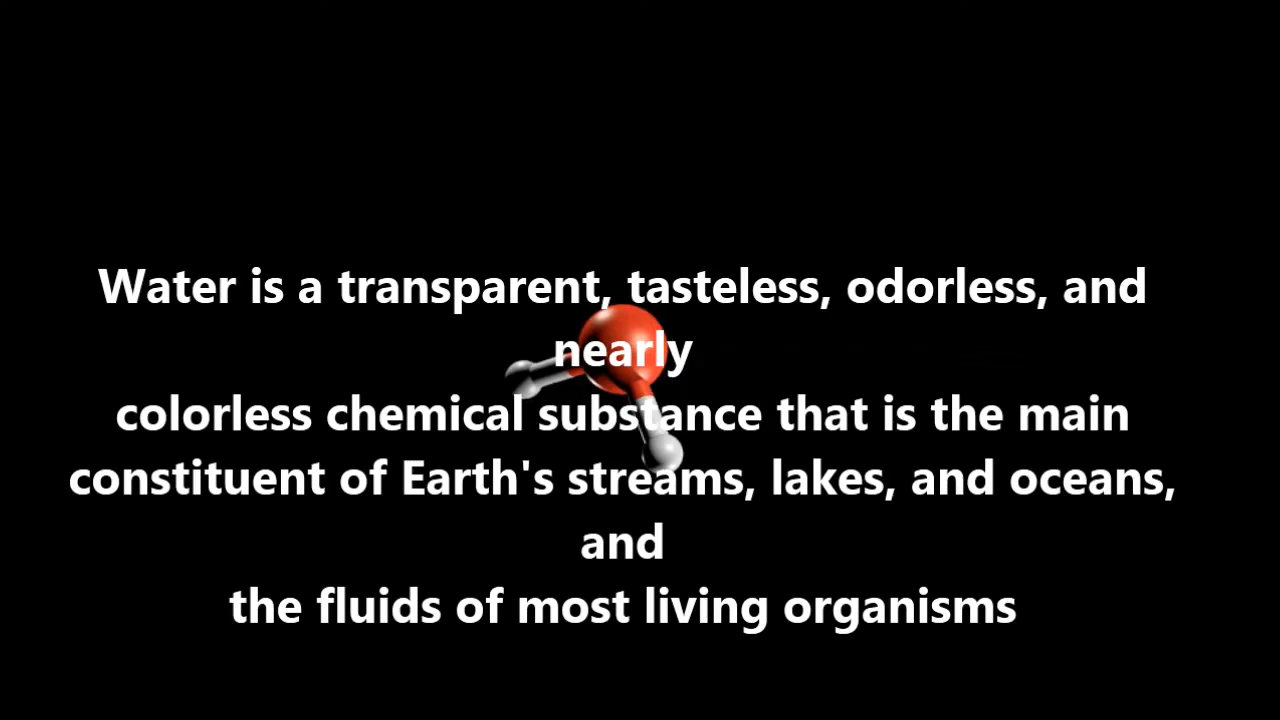 Water is a transparent, tasteless, odorless, and
nearly
colorless chemical substance that is the main
constituent of Earth's streams, lakes, and oceans,
and
the fluids of most living organisms